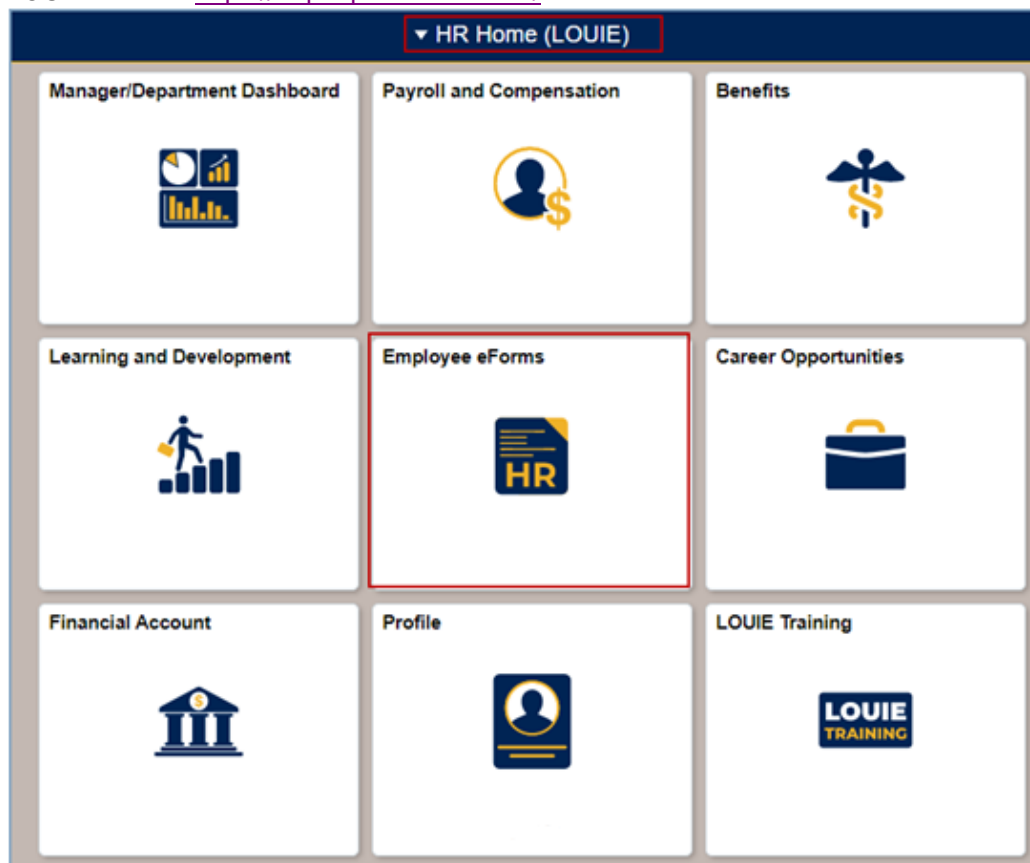 ▾ HR Home (LOUIE)
Manager/Department Dashboard
Payroll and Compensation
Benefits
$
Learning and Development
Employee eForms
Career Opportunities
HR
Financial Account
Profile
LOUIE Training
$
LOUIE
TRAINING